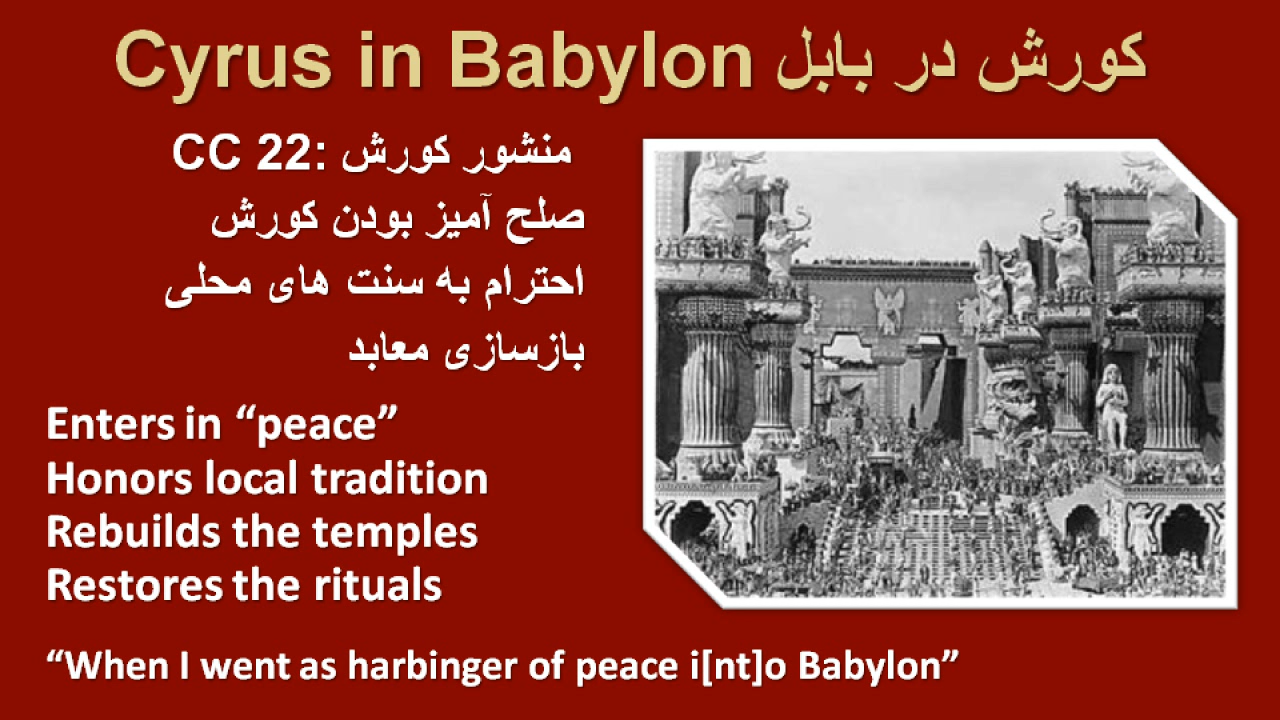 Cyrus in Babylon کورش در بابل
CC 22: منشور کورش
صلح آمیز بودن کورش
احترام به سنت های محلی
بازسازی معابد
Enters in “peace”
Honors local tradition
Rebuilds the temples
Restores the rituals
“When I went as harbinger of peace i[nt]o Babylon”